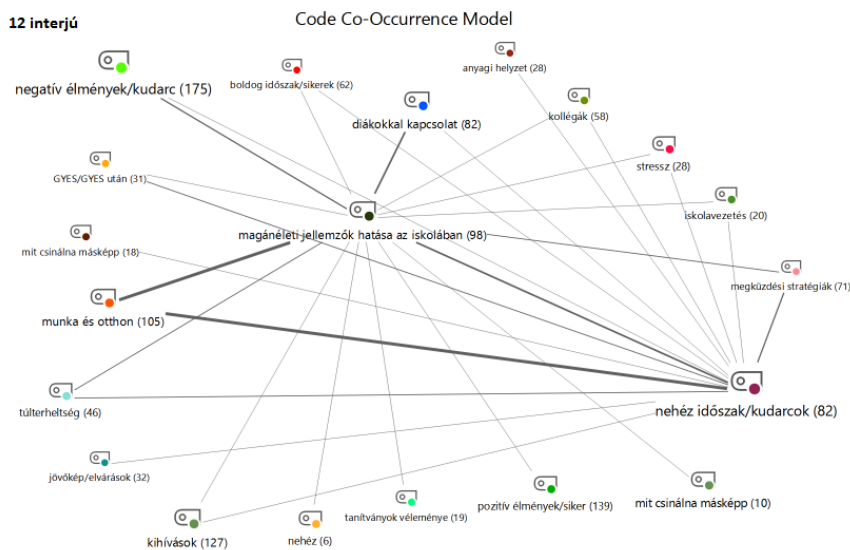 12 interjú
Code Co-Occurrence Model
negatív élmények/kudarc (175)
boldog időszak/sikerek (62)
anyagi helyzet (28)
diákokkal kapcsolat (82)
kollégák (58)
stressz (28)
GYES/GYES után (31)
iskolavezetés (20)
mit csinálna másképp (18)
magánéleti jellemzők hatása az iskolában (98)
megküzdési stratégiák (71)
munka és otthon (105)
túlterheltség (46)
nehéz időszak/kudarcok (82)
jövőkép/elvárások (32)
kihívások (127)
nehéz (6)
tanítványok véleménye (19)
pozitív élmények/siker (139)
mit csinálna másképp (10)